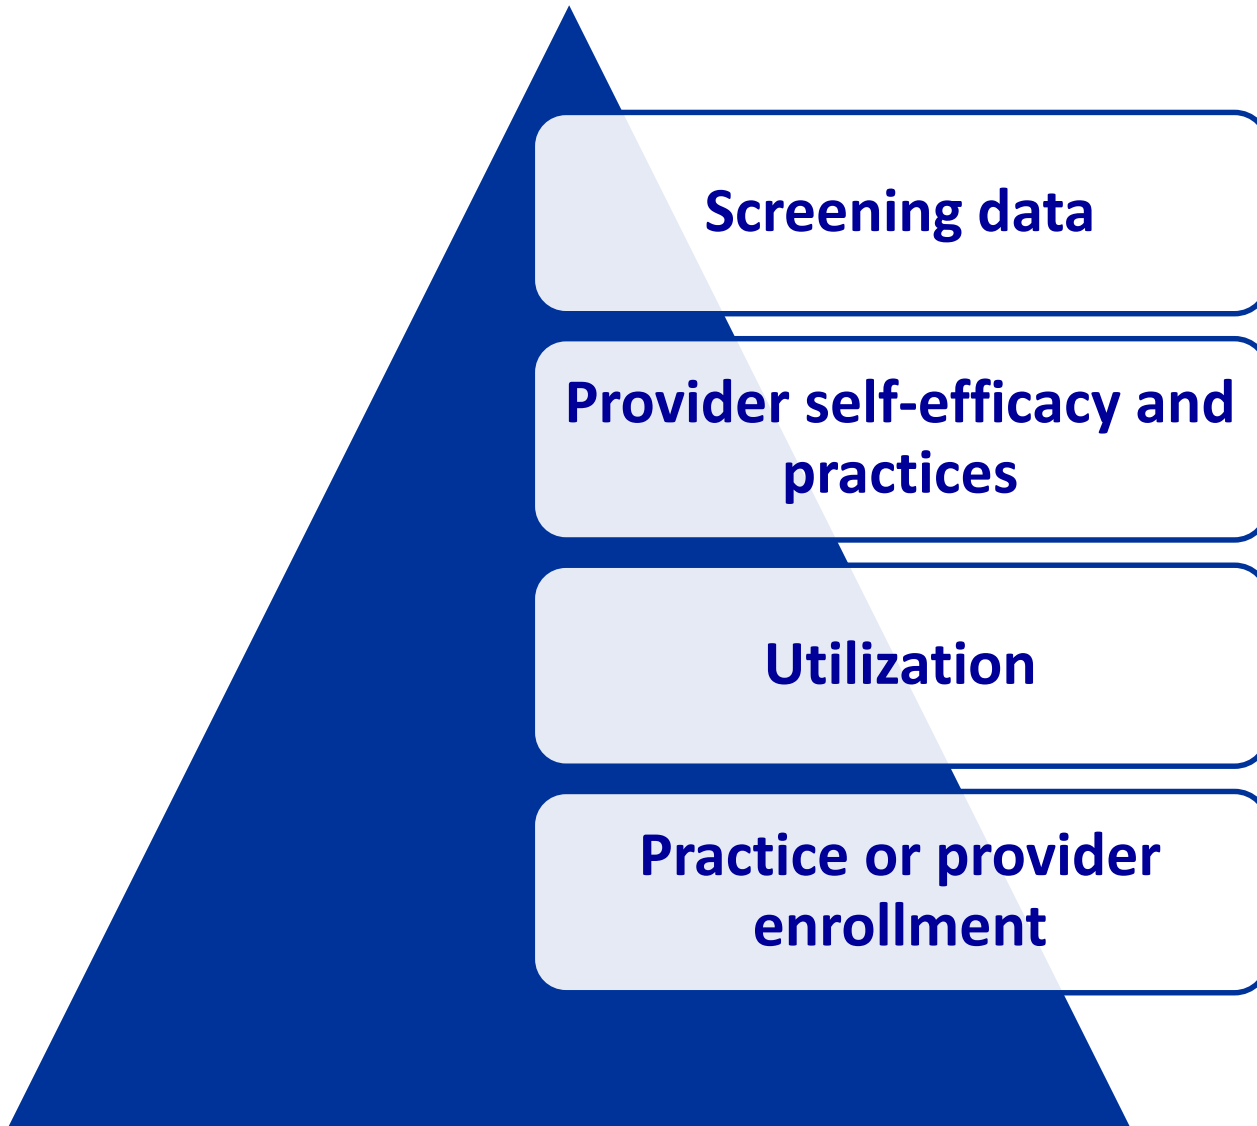 Screening data
Provider self-efficacy and
practices
Utilization
Practice or provider
enrollment